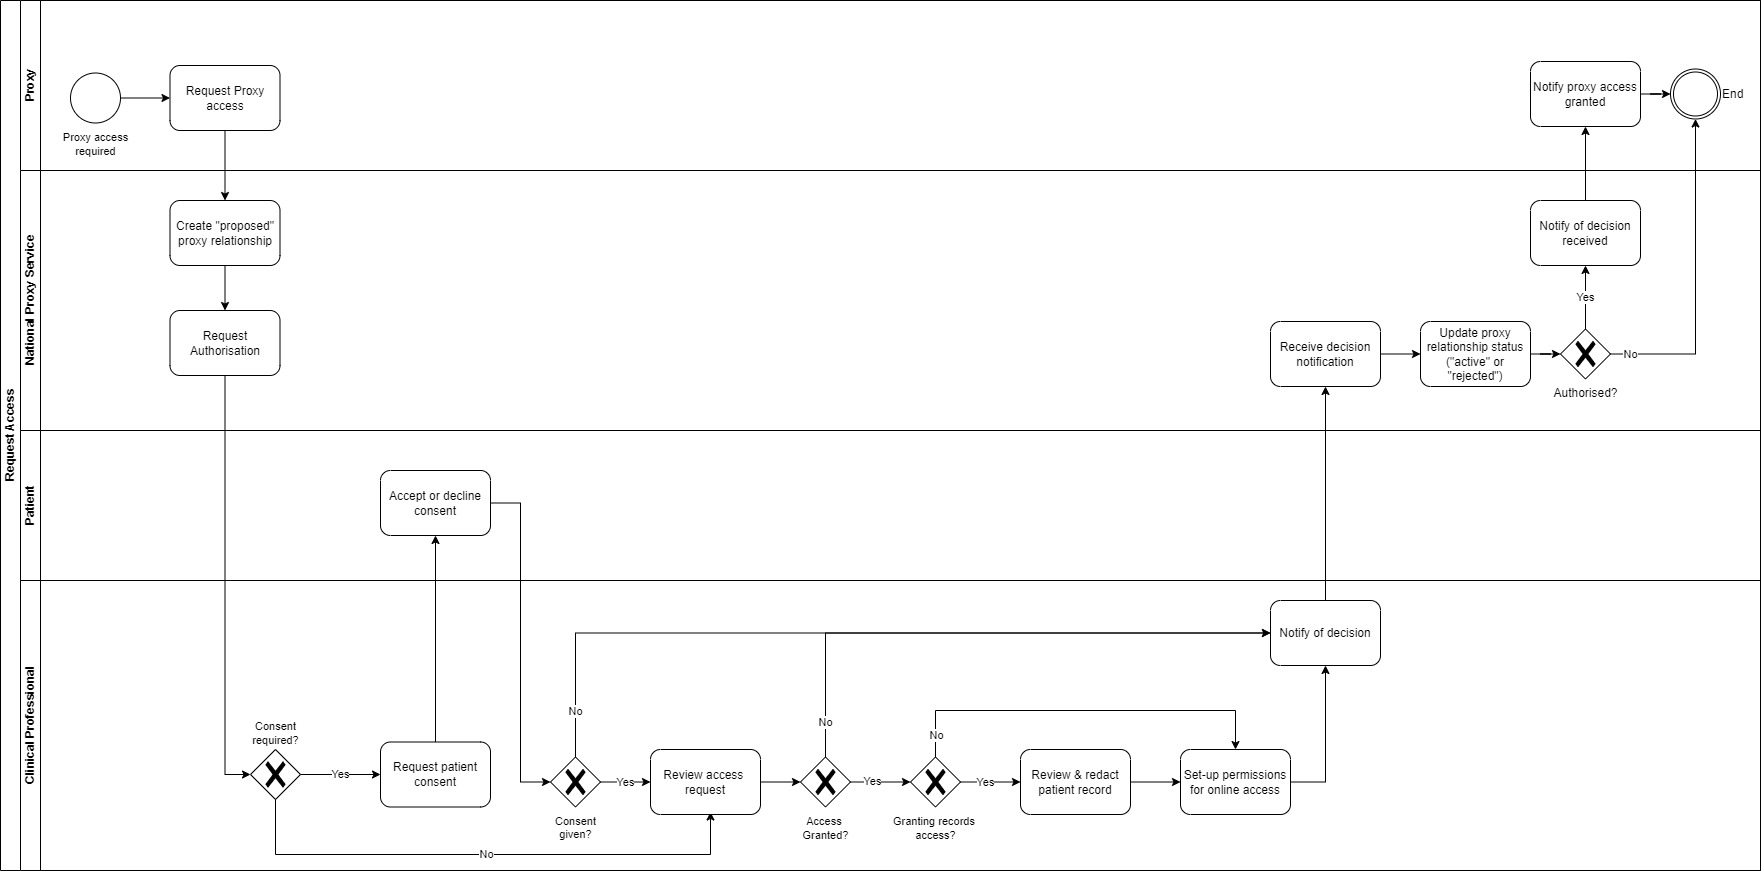 Request Access
Proxy
Proxy access
required
Request Proxy
access
Notify proxy access
granted
End
National Proxy Service
Create "proposed"
proxy relationship
Request
Authorisation
Receive decision
notification
Update proxy
relationship status
("active" or
"rejected")
Notify of decision
received
Yes
No
Authorised?
Patient
Accept or decline
consent
Clinical Professional
Consent
required?
Yes
No
Request patient
consent
No
Yes
Consent
given?
Review access
request
No
Yes
Access
Granted?
No
Yes
Granting records
access?
Review & redact
patient record
Set-up permissions
for online access
Notify of decision